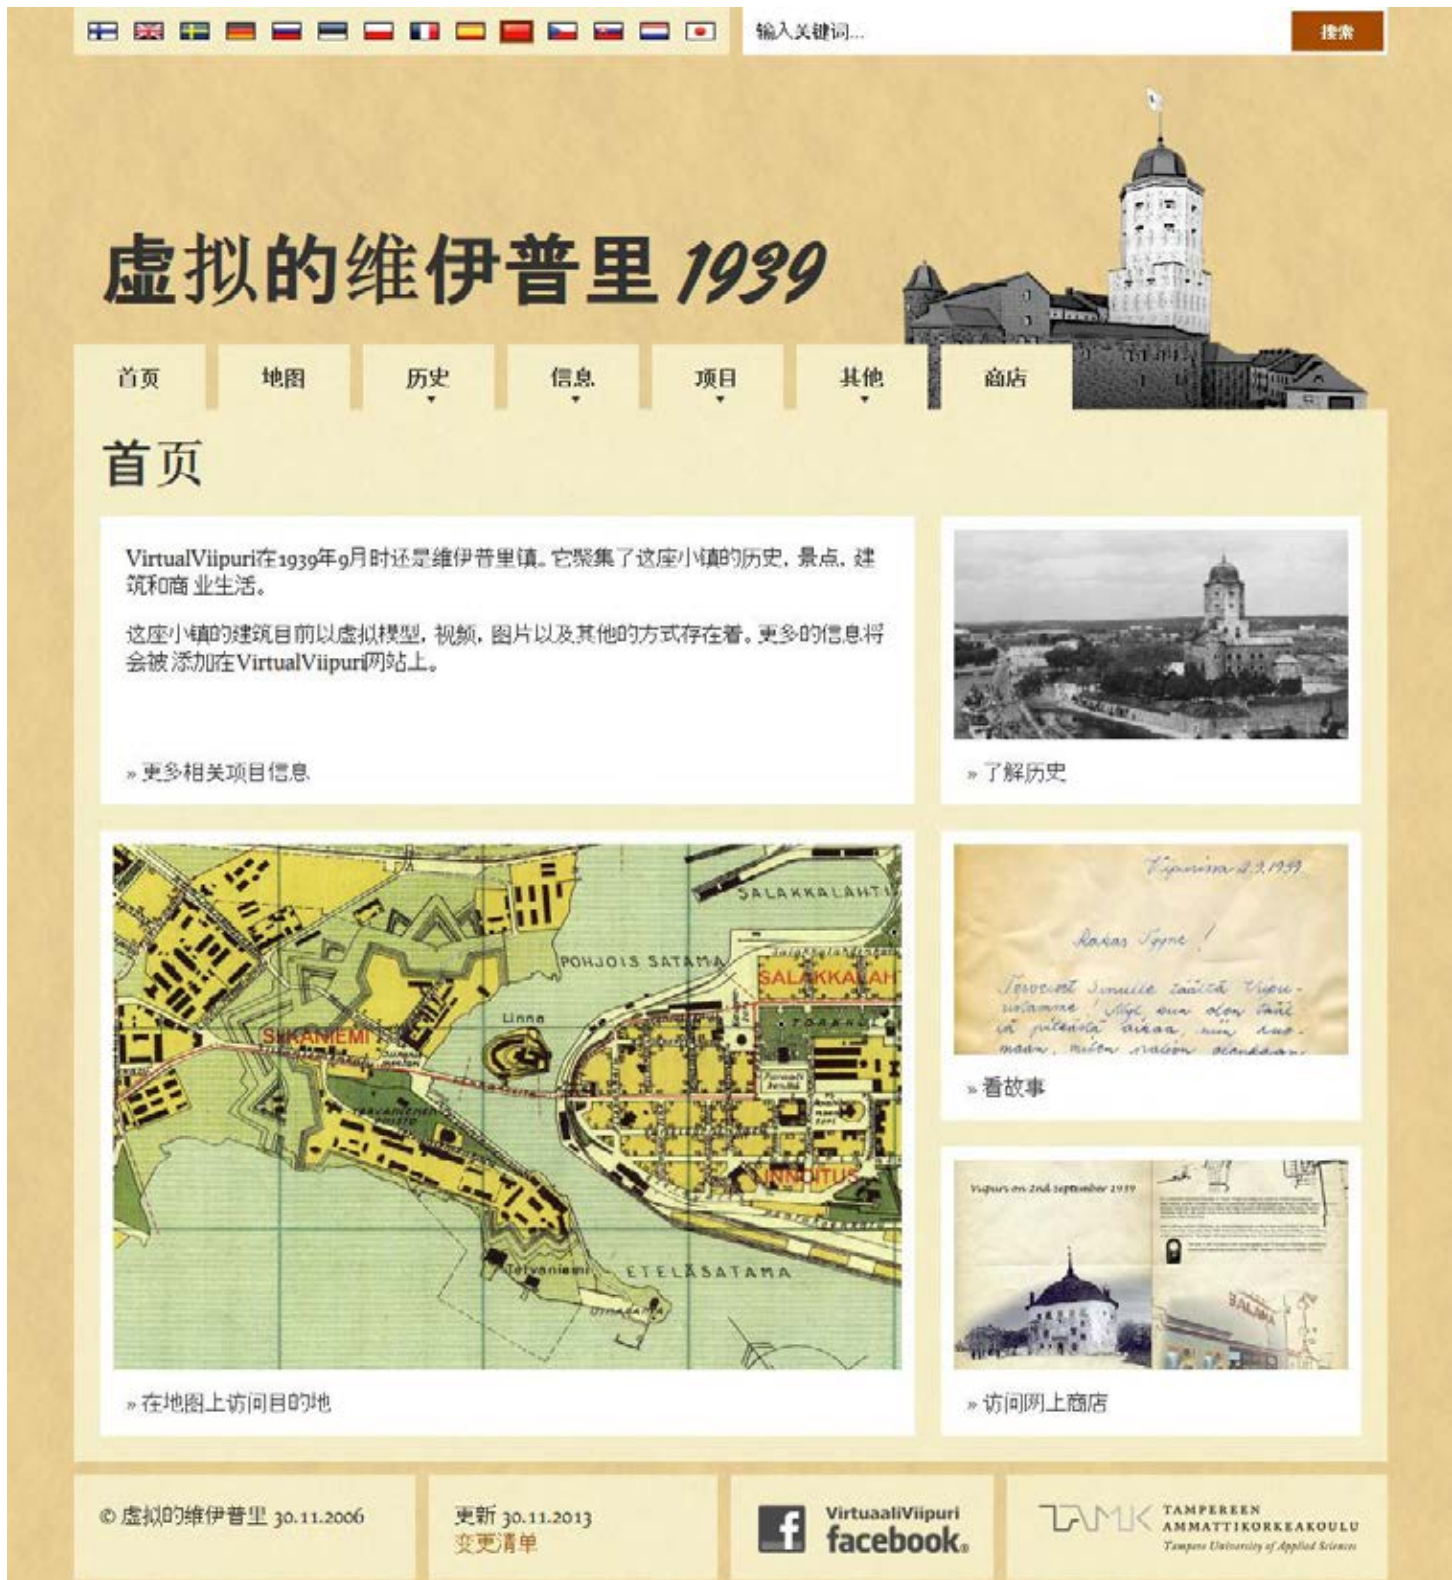 输入关键词...
搜索
虚拟的维伊普里 1939
首页
地图
历史
信息
项目
其他
商店
首页
VirtualViipuri在1939年9月时还是维伊普里镇。它聚集了这座小镇的历史, 景点, 建
筑和商 业生活。
这座小镇的建筑目前以虚拟模型, 视频, 图片以及其他的方式存在着。更多的信息将
会被 添加在VirtualViipuri网站上。
» 更多相关项目信息
» 了解历史
SALAKKALAHTI
POHJOIS SATAMA
SALAKKALAH
Linna
SIIKANIEMI
LINNOITUS
Tervaniemi
ETELÄSATAMA
» 在地图上访问目的地
Rakas Tyyne!
Terveiset Sinulle täältä Viipu-
» 看故事
Viipuri on 2nd September 1939
» 访问网上商店
© 虚拟的维伊普里 30.11.2006
更新 30.11.2013
变更清单
VirtuaaliViipuri
facebook®
TAMK
TAMPEREEN
AMMATTIKORKEAKOULU
Tampere University of Applied Sciences